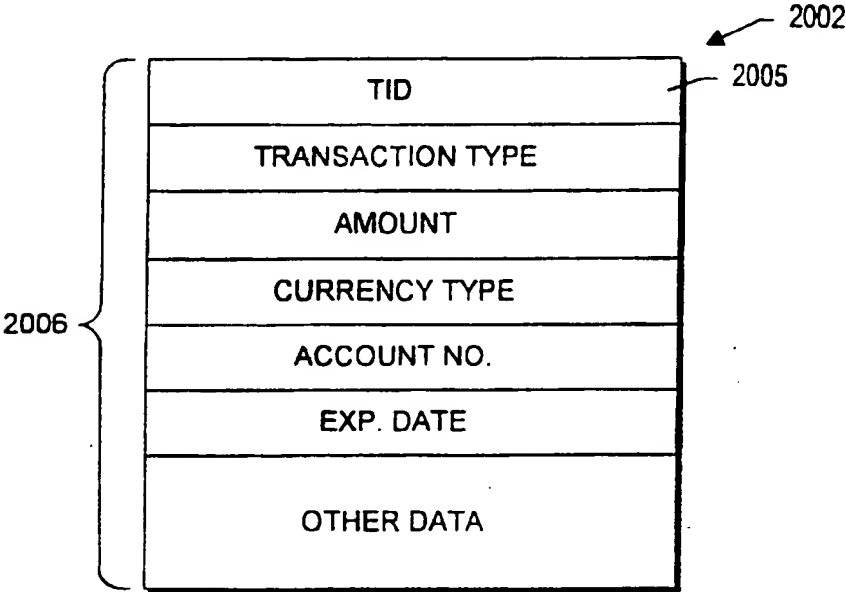 2002
TID
2005
TRANSACTION TYPE
AMOUNT
CURRENCY TYPE
2006
ACCOUNT NO.
EXP. DATE
OTHER DATA